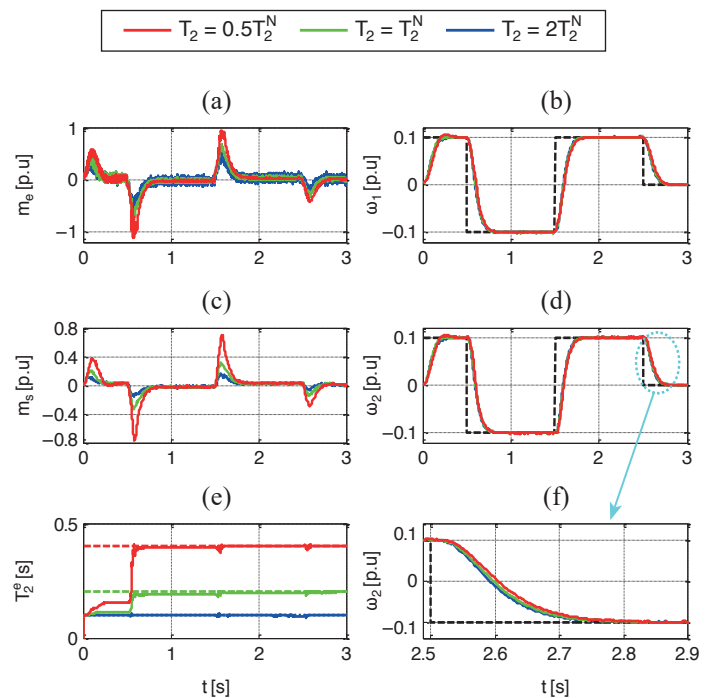 T₂ = 0.5T₂ᴺ T₂ = T₂ᴺ T₂ = 2T₂ᴺ
(a) (b)
1
0
−1
mₑ [p.u]
0 1 2 3
0.1
0
−0.1
ω₁ [p.u]
0 1 2 3
(c) (d)
0.8
0.4
0
−0.4
−0.8
mₛ [p.u]
0 1 2 3
0.1
0
−0.1
ω₂ [p.u]
0 1 2 3
(e) (f)
0.5
0
T₂ᵉ [s]
0 1 2 3
t [s]
0.1
0
−0.1
ω₂ [p.u]
2.5 2.6 2.7 2.8 2.9
t [s]